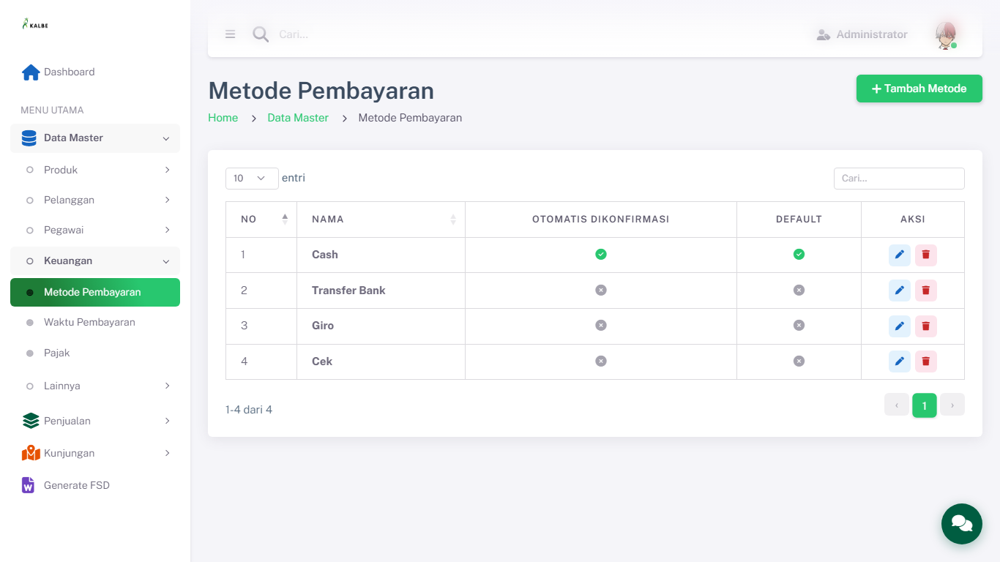 KALBE
Cari...
Administrator
Dashboard
MENU UTAMA
Data Master
Produk
Pelanggan
Pegawai
Keuangan
Metode Pembayaran
Waktu Pembayaran
Pajak
Lainnya
Penjualan
Kunjungan
W Generate FSD
Metode Pembayaran
+ Tambah Metode
Home > Data Master > Metode Pembayaran
10 entri
Cari...
NO NAMA OTOMATIS DIKONFIRMASI DEFAULT AKSI
1 Cash
2 Transfer Bank
3 Giro
4 Cek
1-4 dari 4
‹ 1 ›